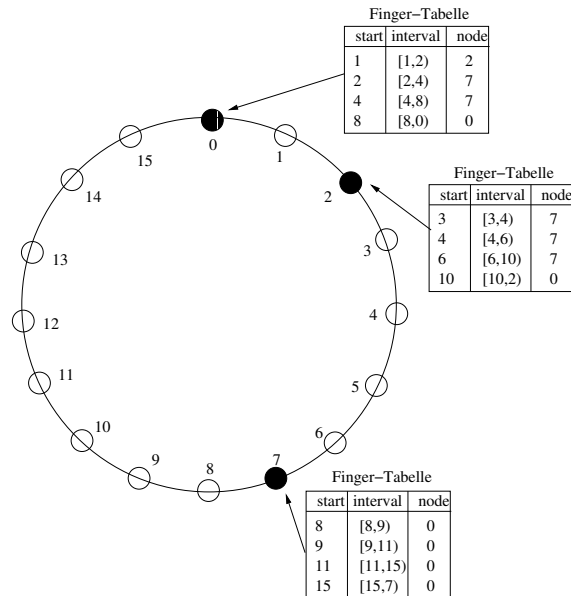 Finger−Tabelle
start interval node
1 [1,2) 2
2 [2,4) 7
4 [4,8) 7
8 [8,0) 0
Finger−Tabelle
start interval node
3 [3,4) 7
4 [4,6) 7
6 [6,10) 7
10 [10,2) 0
0
1
2
3
4
5
6
7
8
9
10
11
12
13
14
15
Finger−Tabelle
start interval node
8 [8,9) 0
9 [9,11) 0
11 [11,15) 0
15 [15,7) 0